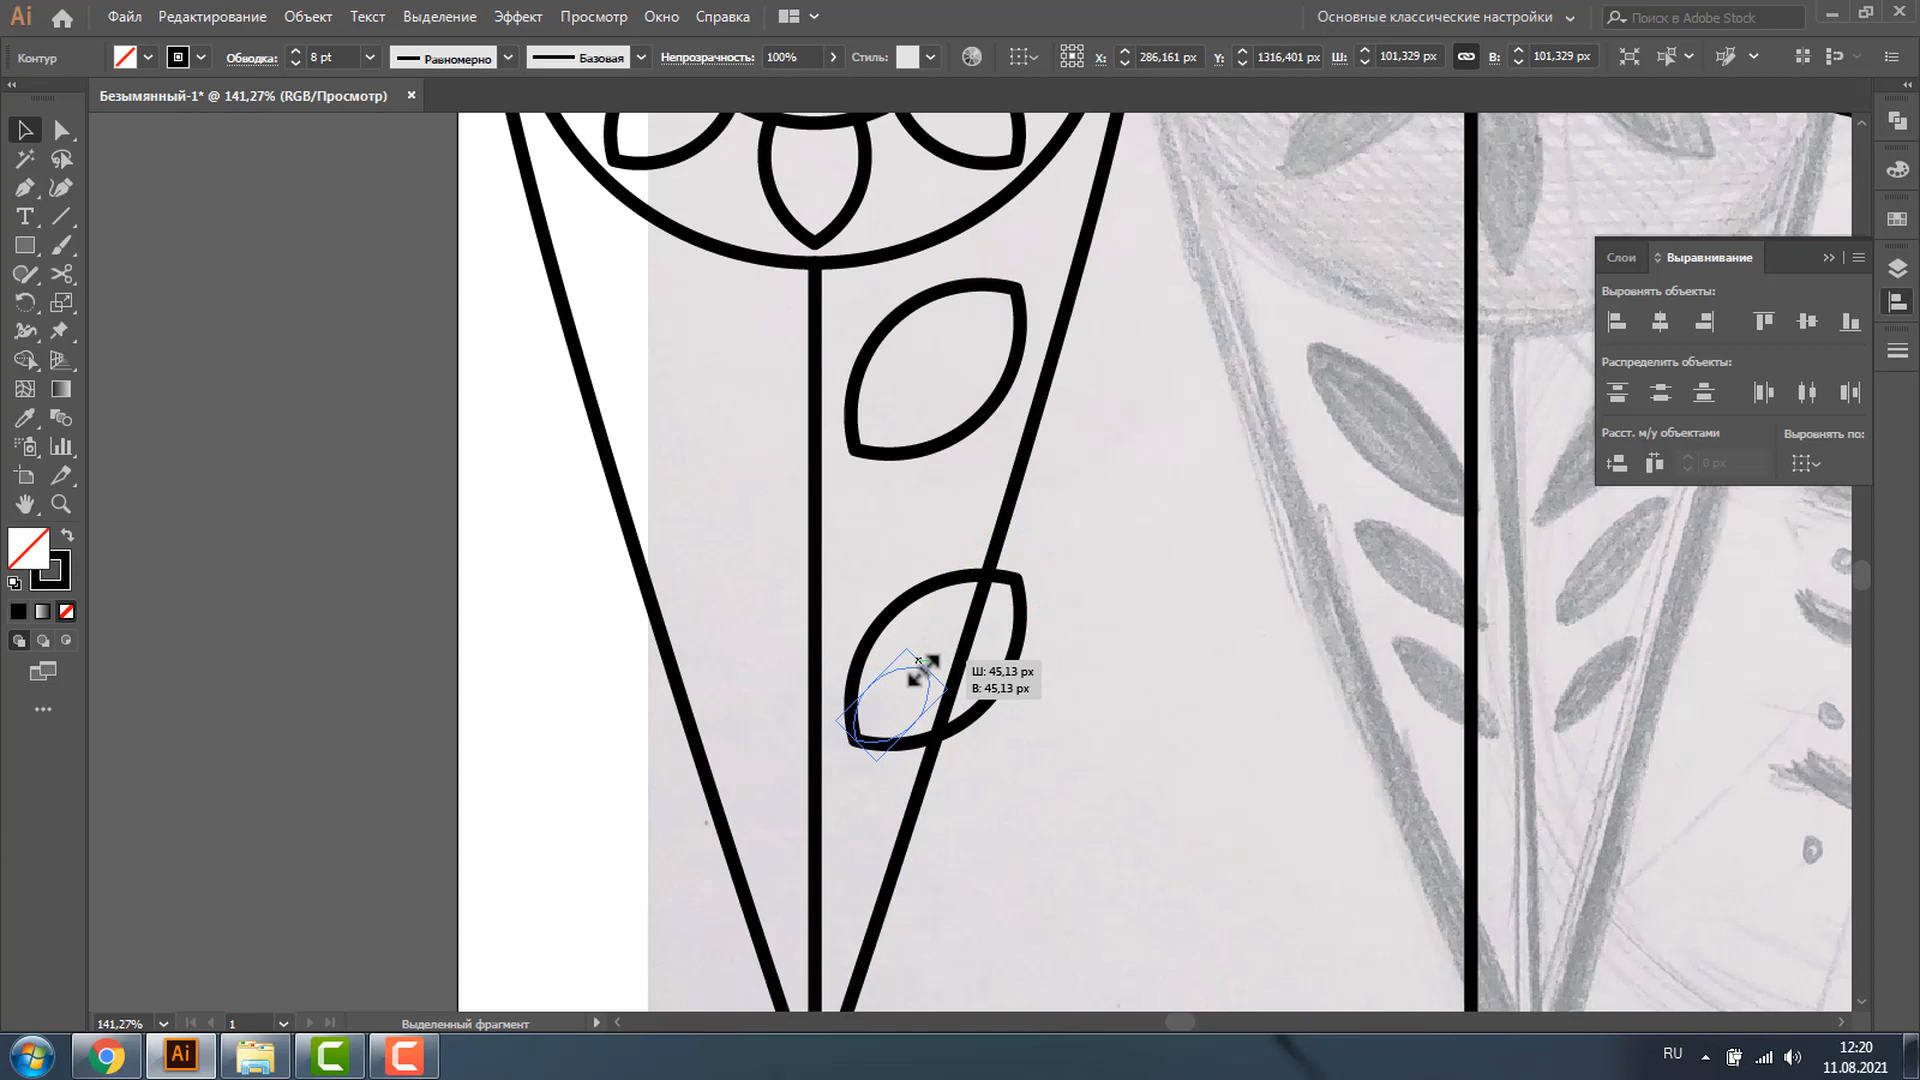 Ai Файл Редактирование Объект Текст Выделение Эффект Просмотр Окно Справка Основные классические настройки Поиск в Adobe Stock
Контур Обводка: 8 pt Равномерно Базовая Непрозрачность: 100% Стиль: X: 286,161 px Y: 1316,401 px Ш: 101,329 px В: 101,329 px
Безымянный-1* @ 141,27% (RGB/Просмотр) ×
Слои Выравнивание
Выровнять объекты:
Распределить объекты:
Расст. м/у объектами Выровнять по:
0 px
Ш: 45,13 px
В: 45,13 px
141,27% 1 Выделенный фрагмент
Ai RU 12:20
11.08.2021